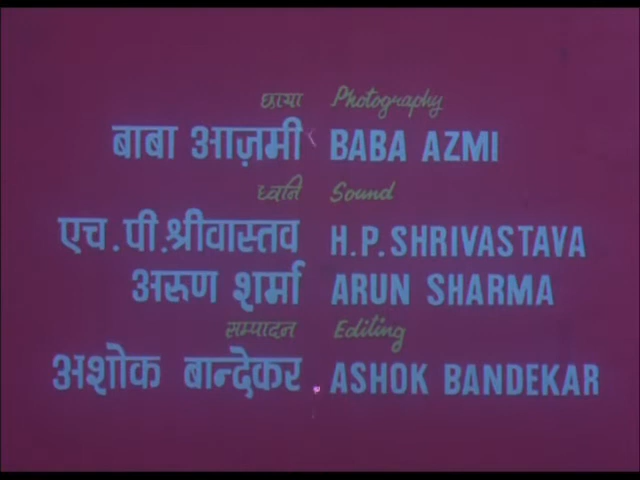 छाया Photography
बाबा आज़मी BABA AZMI
ध्वनि Sound
एच.पी.श्रीवास्तव H.P.SHRIVASTAVA
अरुण शर्मा ARUN SHARMA
सम्पादन Editing
अशोक बान्देकर ASHOK BANDEKAR